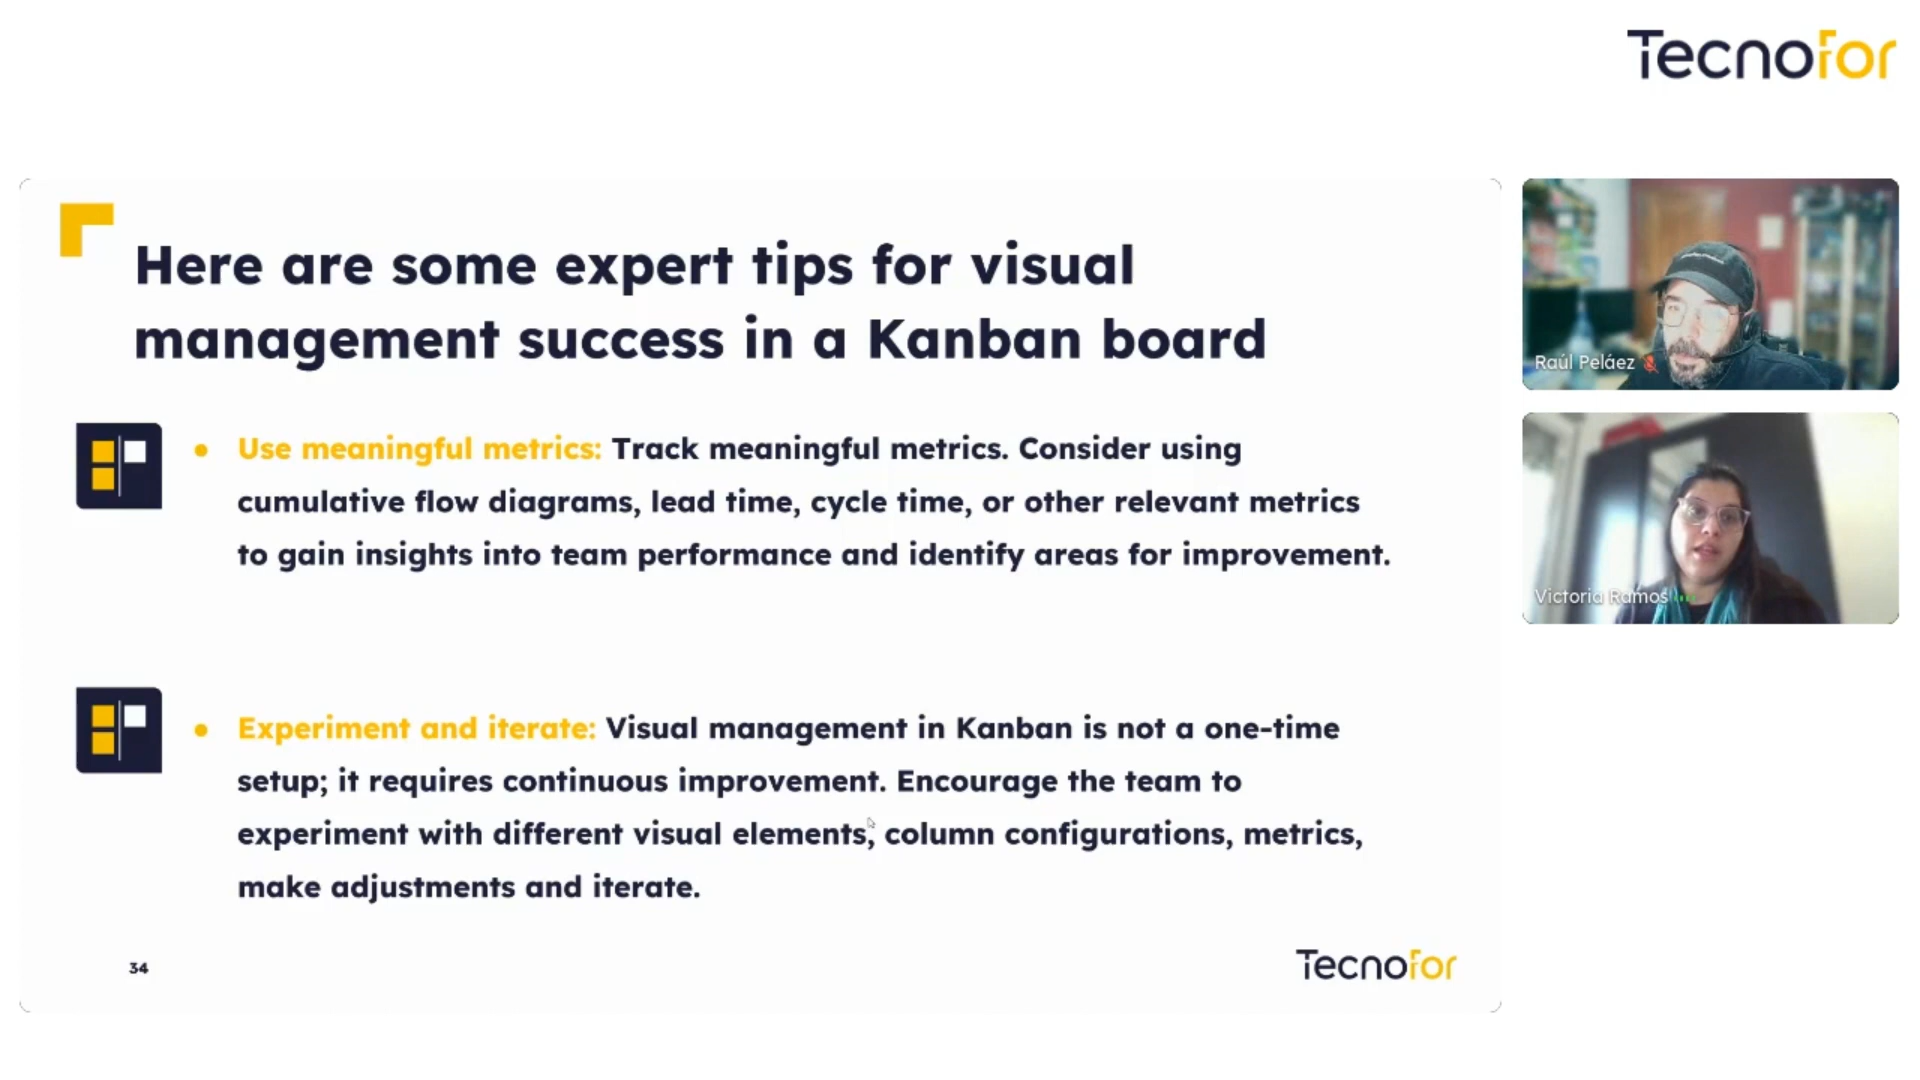 Tecnofor
Here are some expert tips for visual
management success in a Kanban board
• Use meaningful metrics: Track meaningful metrics. Consider using
cumulative flow diagrams, lead time, cycle time, or other relevant metrics
to gain insights into team performance and identify areas for improvement.
• Experiment and iterate: Visual management in Kanban is not a one-time
setup; it requires continuous improvement. Encourage the team to
experiment with different visual elements, column configurations, metrics,
make adjustments and iterate.
34
Tecnofor
Raúl Peláez
Victoria Ramos